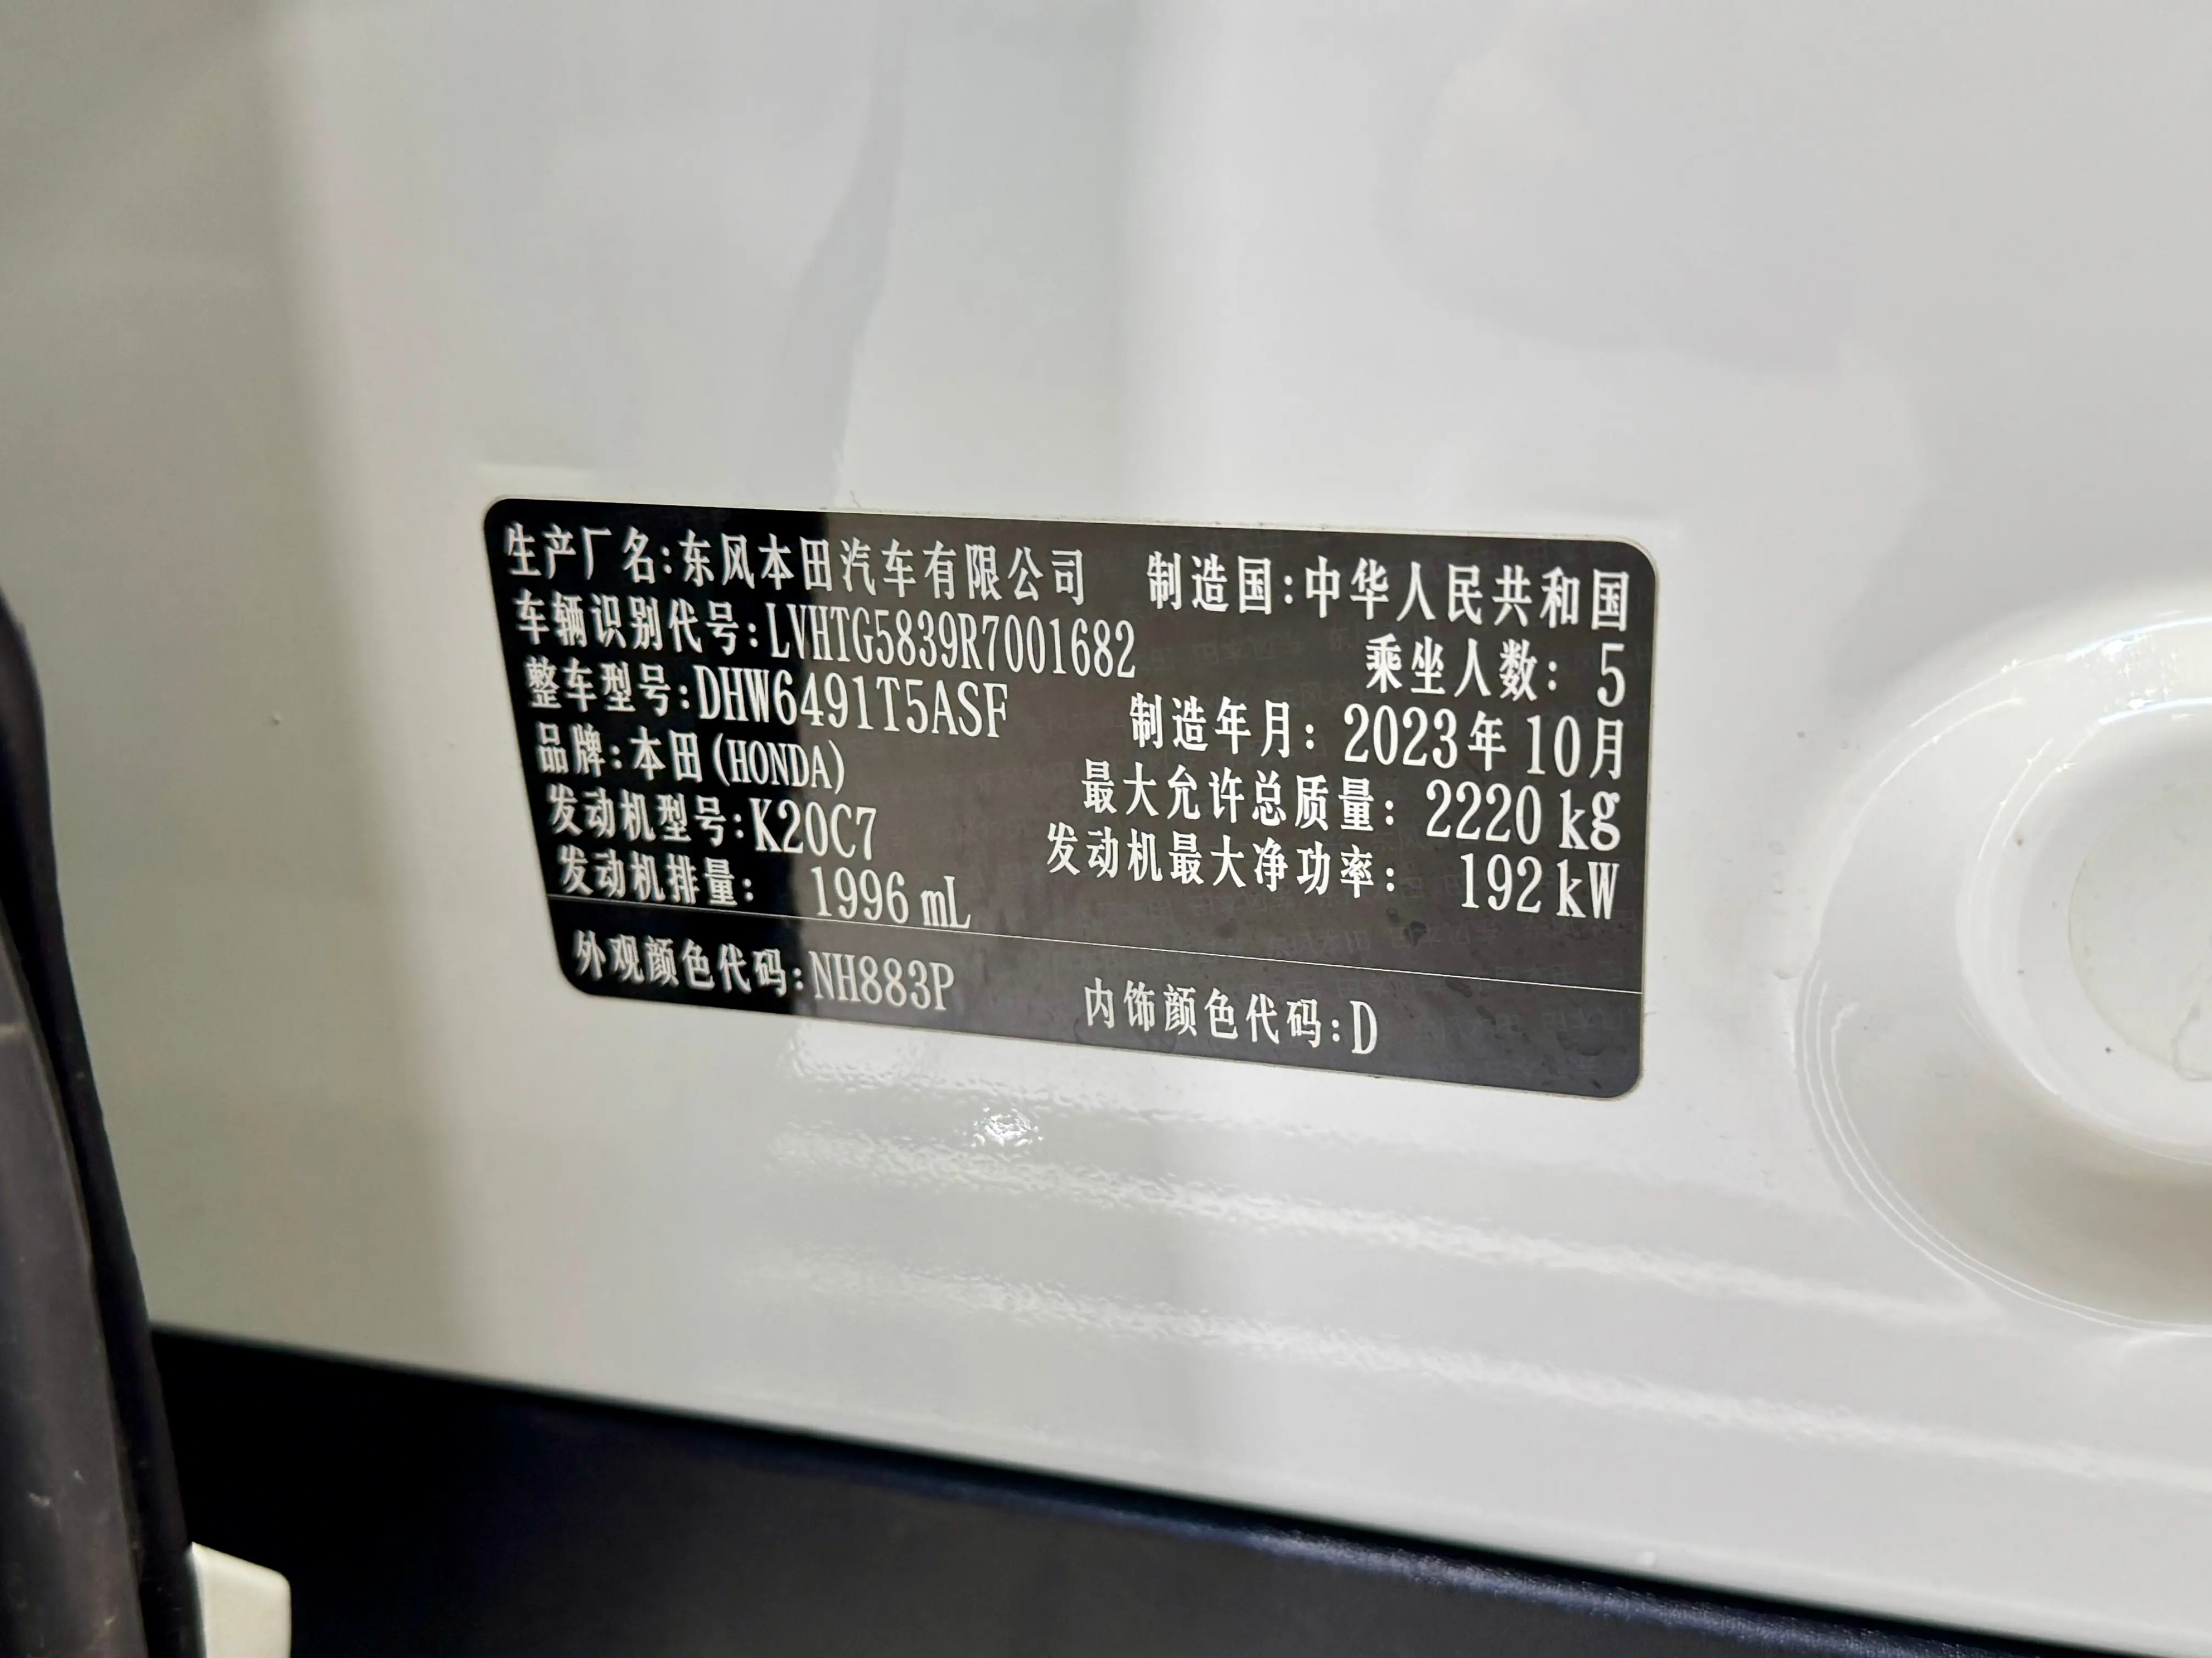 生产厂名:东风本田汽车有限公司 制造国:中华人民共和国
车辆识别代号:LVHTG5839R7001682 乘坐人数: 5
整车型号:DHW6491T5ASF 制造年月: 2023年10月
品牌:本田(HONDA) 最大允许总质量: 2220 kg
发动机型号:K20C7 发动机最大净功率: 192 kW
发动机排量: 1996 mL
外观颜色代码:NH883P 内饰颜色代码:D